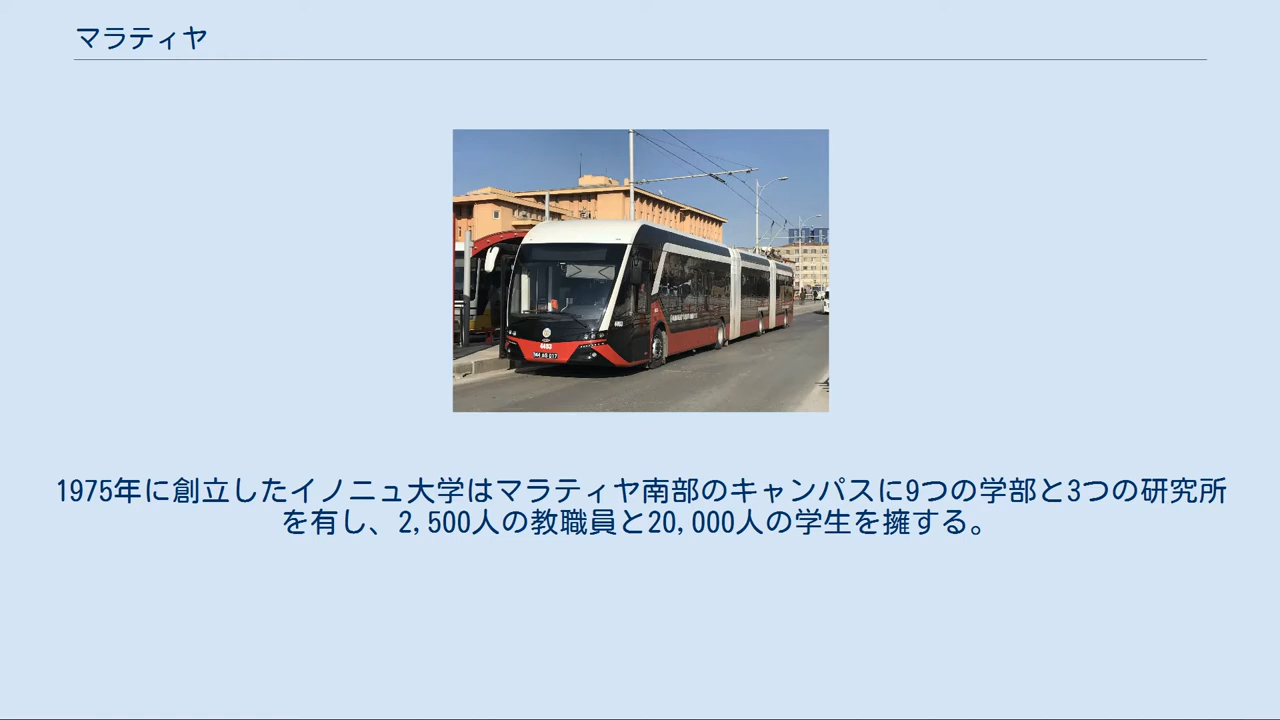 マラティヤ
4403
1975年に創立したイノニュ大学はマラティヤ南部のキャンパスに9つの学部と3つの研究所
を有し、2,500人の教職員と20,000人の学生を擁する。